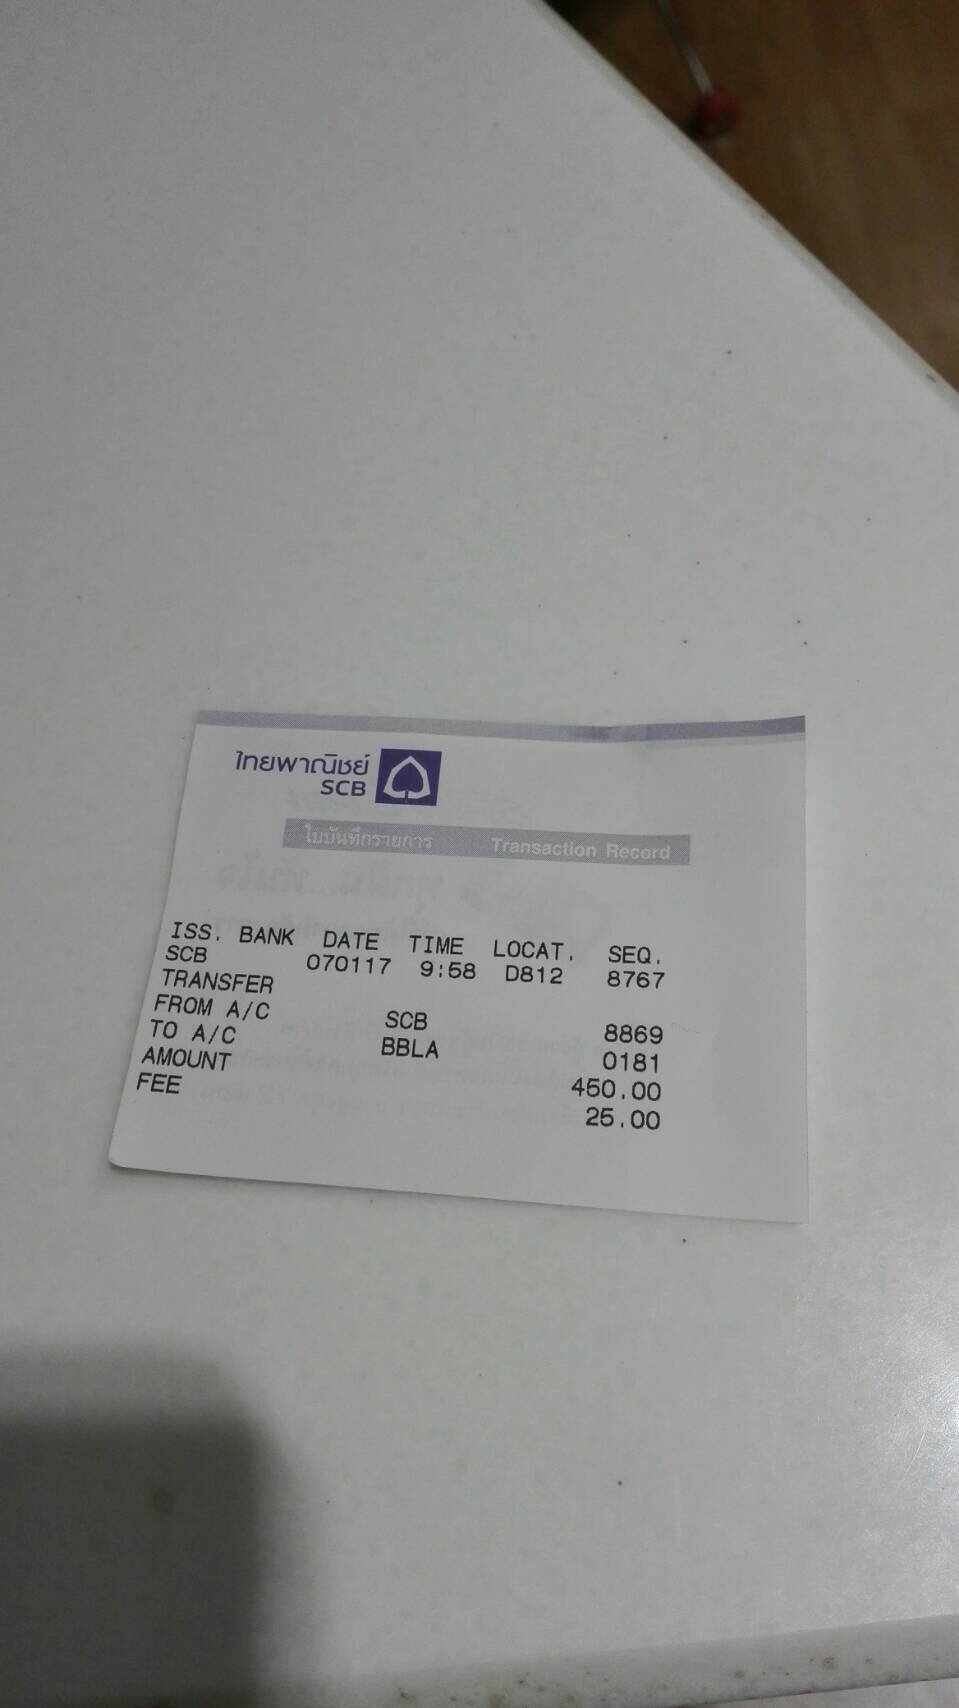 ไทยพาณิชย์
SCB
ใบบันทึกรายการ Transaction Record
ISS. BANK DATE TIME LOCAT. SEQ.
SCB 070117 9:58 D812 8767
TRANSFER
FROM A/C SCB 8869
TO A/C BBLA 0181
AMOUNT 450.00
FEE 25.00